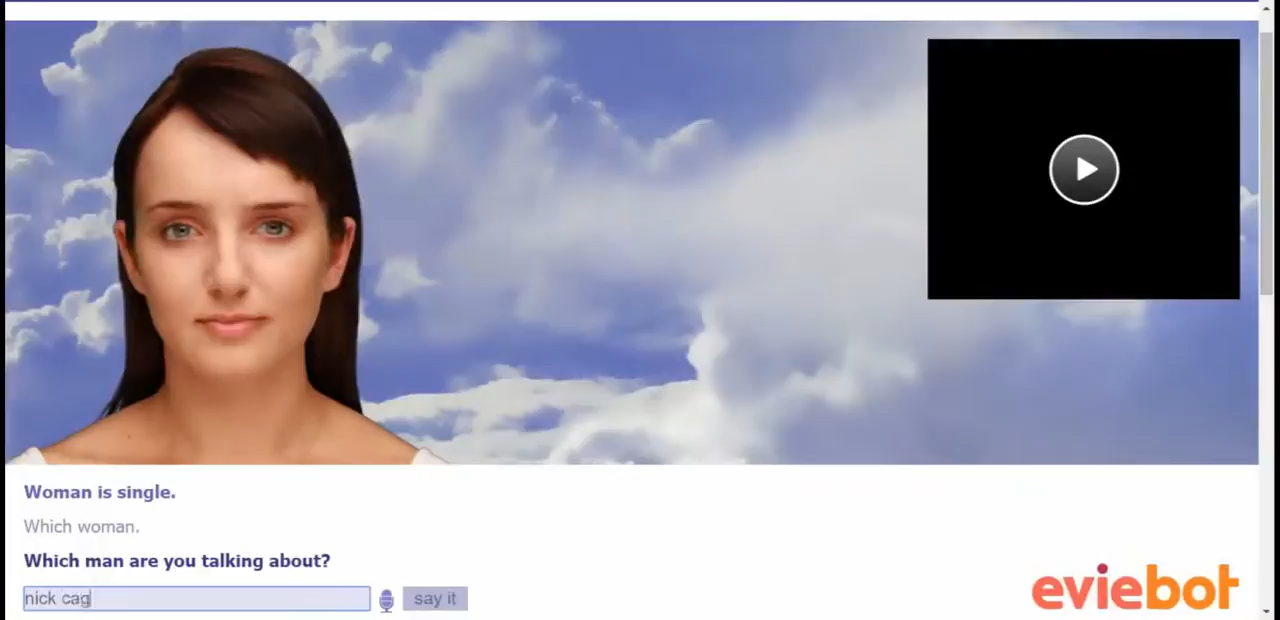 Woman is single.
Which woman.
Which man are you talking about?
nick cag
say it
eviebot